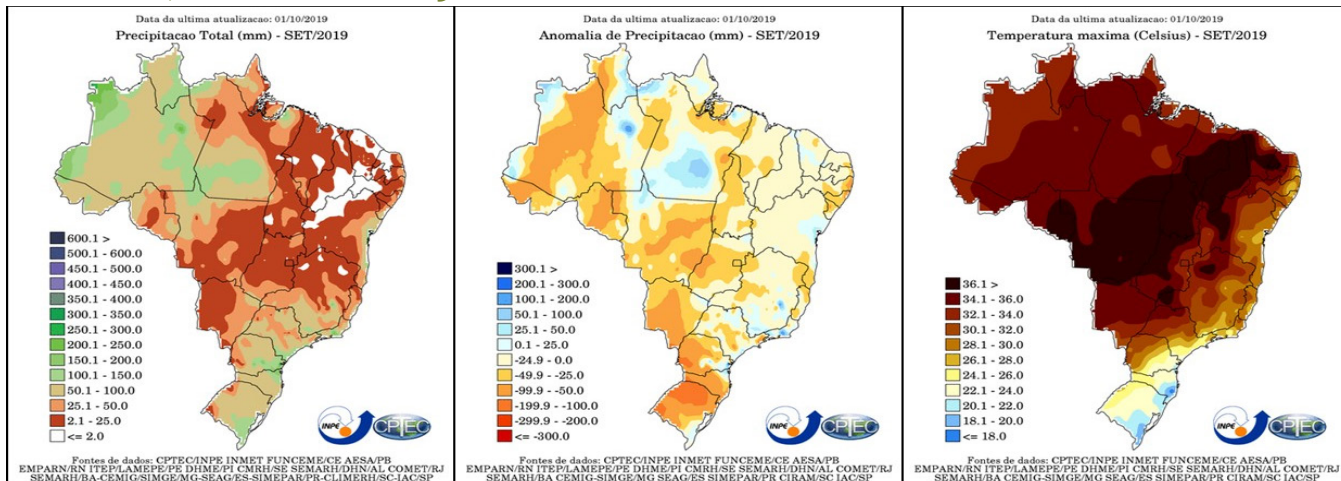 Data da ultima atualizacao: 01/10/2019
Precipitacao Total (mm) - SET/2019
600.1 >
500.1 - 600.0
450.1 - 500.0
400.1 - 450.0
350.1 - 400.0
300.1 - 350.0
250.1 - 300.0
200.1 - 250.0
150.1 - 200.0
100.1 - 150.0
50.1 - 100.0
25.1 - 50.0
2.1 - 25.0
<= 2.0
INPE
CPTEC
Fontes de dados: CPTEC/INPE INMET FUNCEME/CE AESA/PB
EMPARN/RN ITEP/LAMEPE/PE DHME/PI CMRH/SE SEMARH/DHN/AL COMET/RJ
SEMARH/BA-CEMIG/SIMGE/MG-SEAG/ES-SIMEPAR/PR-CLIMERH/SC-IAC/SP
Data da ultima atualizacao: 01/10/2019
Anomalia de Precipitacao (mm) - SET/2019
300.1 >
200.1 - 300.0
100.1 - 200.0
50.1 - 100.0
25.1 - 50.0
0.1 - 25.0
-24.9 - 0.0
-49.9 - -25.0
-99.9 - -50.0
-199.9 - -100.0
-299.9 - -200.0
<= -300.0
INPE
CPTEC
Fontes de dados: CPTEC/INPE INMET FUNCEME/CE AESA/PB
EMPARN/RN ITEP/LAMEPE/PE DHME/PI CMRH/SE SEMARH/DHN/AL COMET/RJ
SEMARH/BA CEMIG-SIMGE/MG SEAG/ES SIMEPAR/PR CIRAM/SC IAC/SP
Data da ultima atualizacao: 01/10/2019
Temperatura maxima (Celsius) - SET/2019
36.1 >
34.1 - 36.0
32.1 - 34.0
30.1 - 32.0
28.1 - 30.0
26.1 - 28.0
24.1 - 26.0
22.1 - 24.0
20.1 - 22.0
18.1 - 20.0
<= 18.0
INPE
CPTEC
Fontes de dados: CPTEC/INPE INMET FUNCEME/CE AESA/PB
EMPARN/RN ITEP/LAMEPE/PE DHME/PI CMRH/SE SEMARH/DHN/AL COMET/RJ
SEMARH/BA CEMIG-SIMGE/MG SEAG/ES SIMEPAR/PR CIRAM/SC IAC/SP